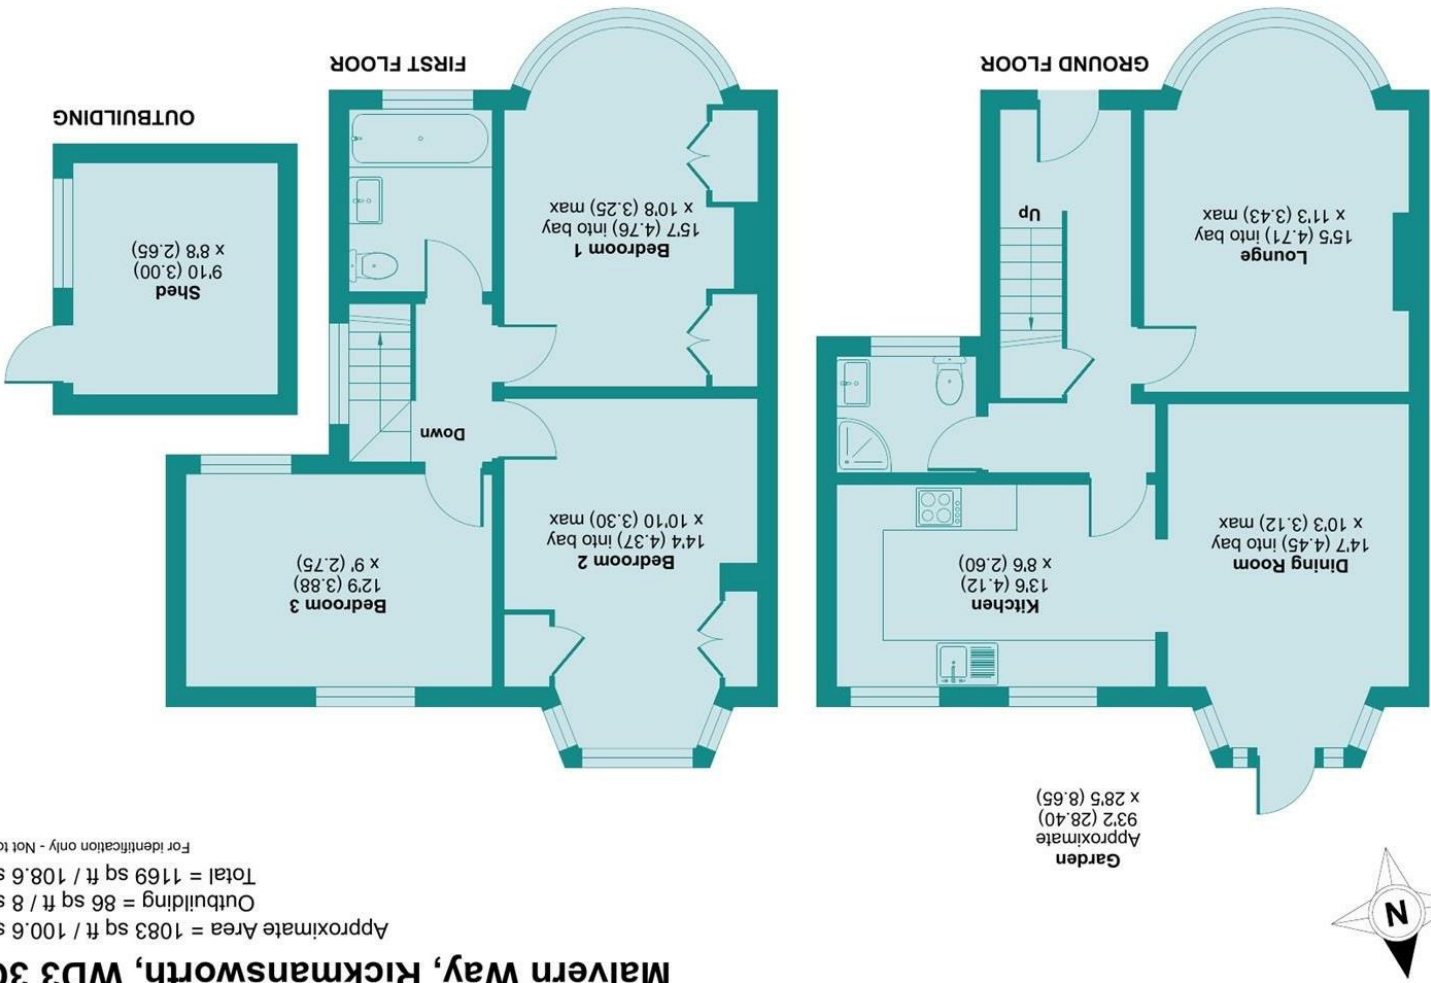 Malvern Way, Rickmansworth, WD3
Approximate Area = 1083 sq ft / 100.6 s
Outbuilding = 86 sq ft / 8 s
Total = 1169 sq ft / 108.6 s
For identification only - Not to
N
Garden
Approximate
93'2 (28.40)
x 28'5 (8.65)
Dining Room
14'7 (4.45) into bay
x 10'3 (3.12) max
Kitchen
13'6 (4.12)
x 8'6 (2.60)
Lounge
15'5 (4.71) into bay
x 11'3 (3.43) max
Up
GROUND FLOOR
Bedroom 2
14'4 (4.37) into bay
x 10'10 (3.30) max
Bedroom 3
12'9 (3.88)
x 9' (2.75)
Down
Bedroom 1
15'7 (4.76) into bay
x 10'8 (3.25) max
FIRST FLOOR
Shed
9'10 (3.00)
x 8'8 (2.65)
OUTBUILDING